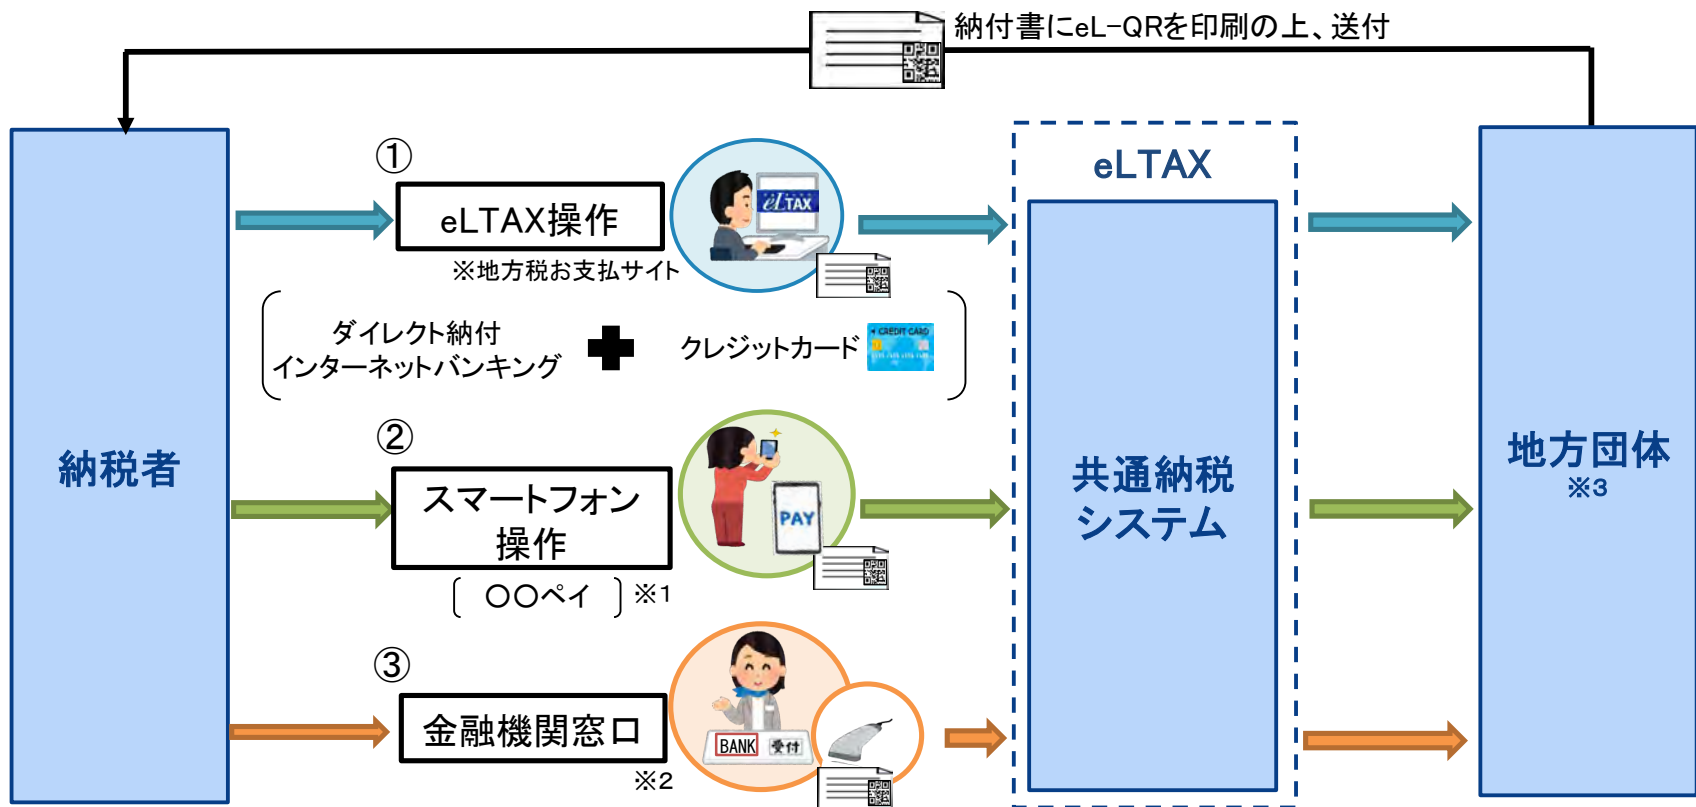 納付書にeL-QRを印刷の上、送付
納税者
①
eLTAX操作
eLTAX
※地方税お支払サイト
ダイレクト納付
インターネットバンキング
クレジットカード
CREDIT CARD
②
スマートフォン
操作
PAY
〔 〇〇ペイ 〕※1
③
金融機関窓口
※2
BANK
受付
eLTAX
共通納税
システム
地方団体
※3